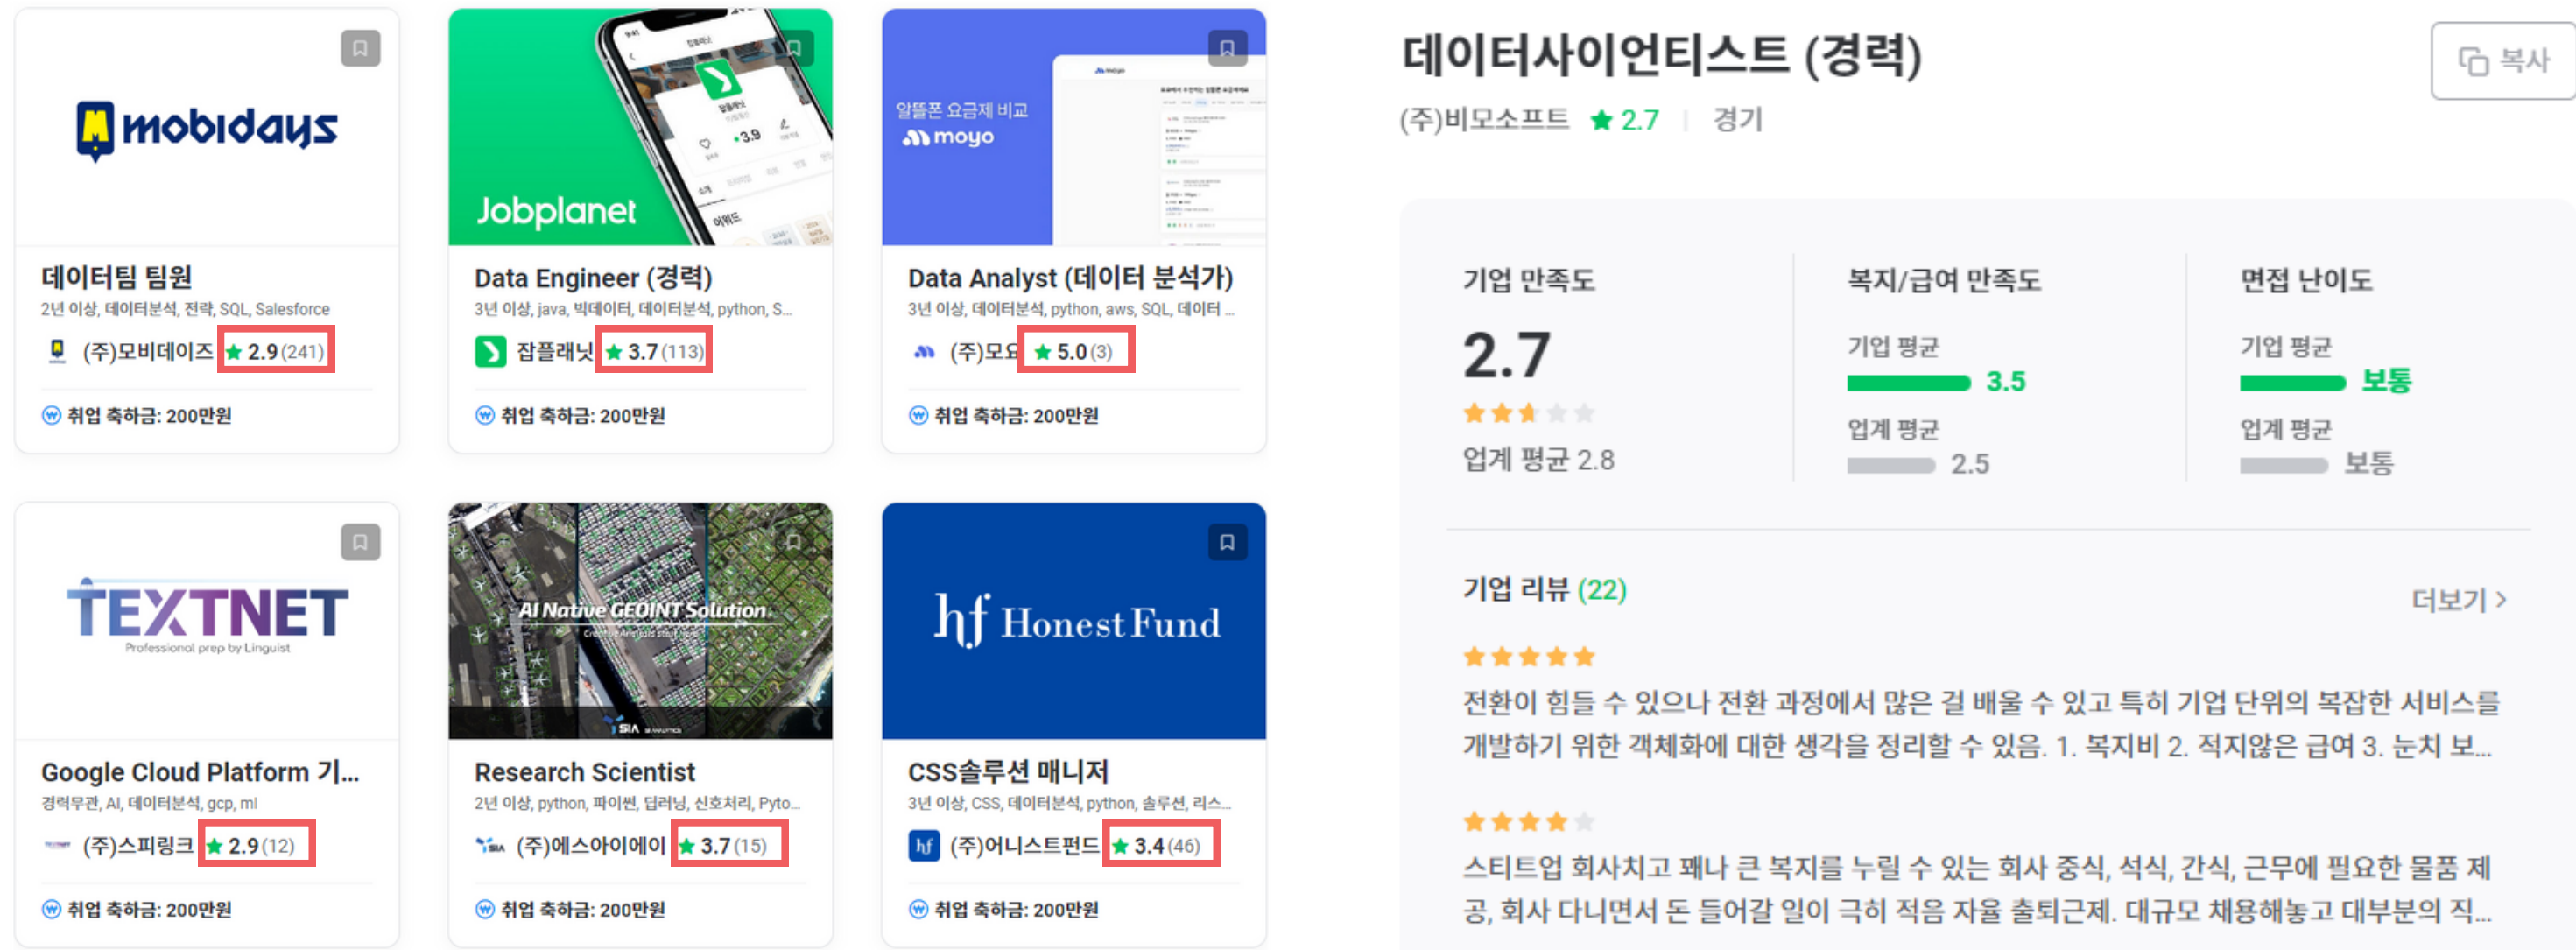 mobidays
데이터팀 팀원
2년 이상, 데이터분석, 전략, SQL, Salesforce
(주)모비데이즈 2.9 (241)
취업 축하금: 200만원
잡플래닛
잡플래닛
3.9
소개
어워드
Jobplanet
Data Engineer (경력)
3년 이상, java, 빅데이터, 데이터분석, python, S...
잡플래닛 3.7 (113)
취업 축하금: 200만원
moyo
알뜰폰 요금제 비교
moyo
Data Analyst (데이터 분석가)
3년 이상, 데이터분석, python, aws, SQL, 데이터 ...
(주)모요 5.0 (3)
취업 축하금: 200만원
TEXTNET
Professional prep by Linguist
Google Cloud Platform 기...
경력무관, AI, 데이터분석, gcp, ml
(주)스피링크 2.9 (12)
취업 축하금: 200만원
AI Native GEOINT Solution
SIA
Research Scientist
2년 이상, python, 파이썬, 딥러닝, 신호처리, Pyto...
SIA (주)에스아이에이 3.7 (15)
취업 축하금: 200만원
hf HonestFund
CSS솔루션 매니저
3년 이상, CSS, 데이터분석, python, 솔루션, 리스...
hf (주)어니스트펀드 3.4 (46)
취업 축하금: 200만원
데이터사이언티스트 (경력)
복사
(주)비모소프트 2.7 | 경기
기업 만족도
2.7
업계 평균 2.8
복지/급여 만족도
기업 평균
3.5
업계 평균
2.5
면접 난이도
기업 평균
보통
업계 평균
보통
기업 리뷰 (22)
더보기 >
전환이 힘들 수 있으나 전환 과정에서 많은 걸 배울 수 있고 특히 기업 단위의 복잡한 서비스를
개발하기 위한 객체화에 대한 생각을 정리할 수 있음. 1. 복지비 2. 적지않은 급여 3. 눈치 보...
스티트업 회사치고 꽤나 큰 복지를 누릴 수 있는 회사 중식, 석식, 간식, 근무에 필요한 물품 제
공, 회사 다니면서 돈 들어갈 일이 극히 적음 자율 출퇴근제. 대규모 채용해놓고 대부분의 직...